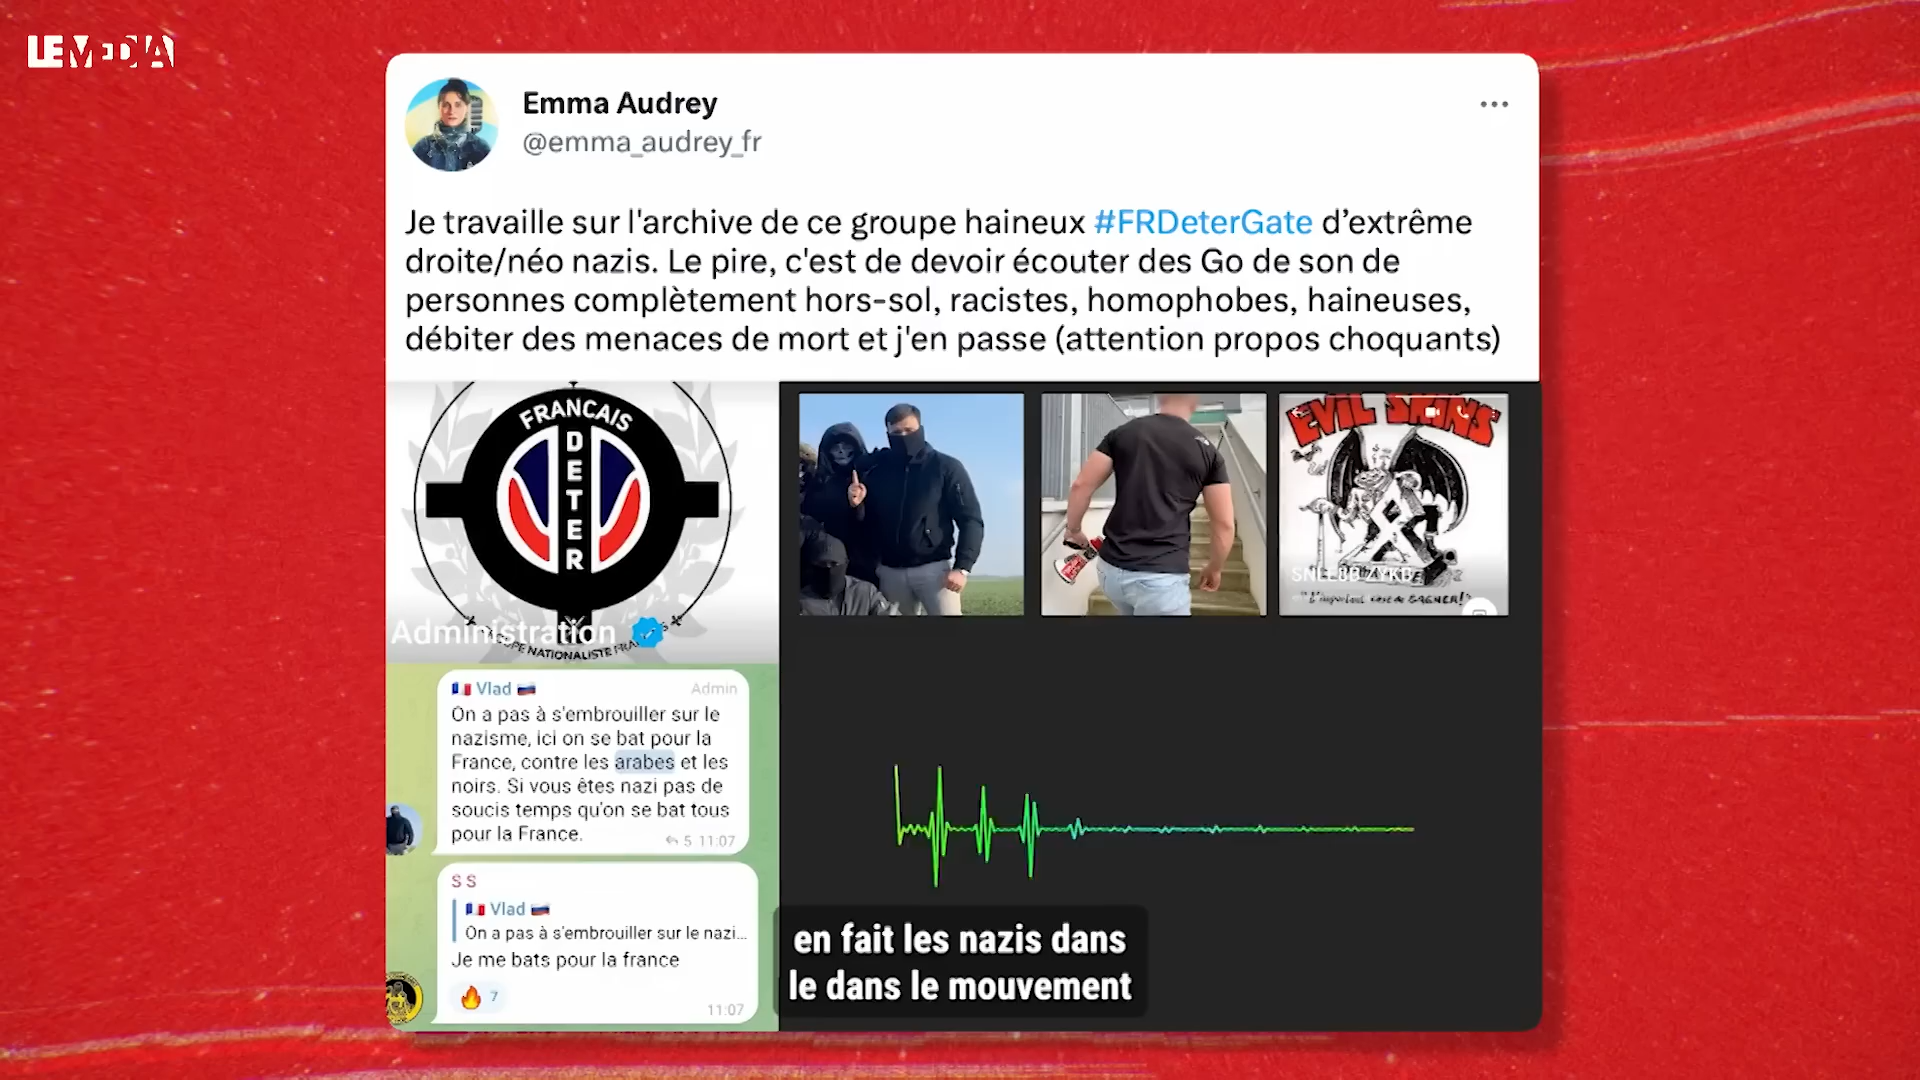 LE MEDIA
Emma Audrey
@emma_audrey_fr
Je travaille sur l'archive de ce groupe haineux #FRDeterGate d’extrême
droite/néo nazis. Le pire, c'est de devoir écouter des Go de son de
personnes complètement hors-sol, racistes, homophobes, haineuses,
débiter des menaces de mort et j'en passe (attention propos choquants)
FRANCAIS
DETER
NATIONALISTE
Administration
EVIL SKINS
GAGNER!
Vlad
Admin
On a pas à s'embrouiller sur le
nazisme, ici on se bat pour la
France, contre les arabes et les
noirs. Si vous êtes nazi pas de
soucis temps qu'on se bat tous
pour la France.
5 11:07
S S
Vlad
On a pas à s'embrouiller sur le nazi...
Je me bats pour la france
7
11:07
en fait les nazis dans
le dans le mouvement